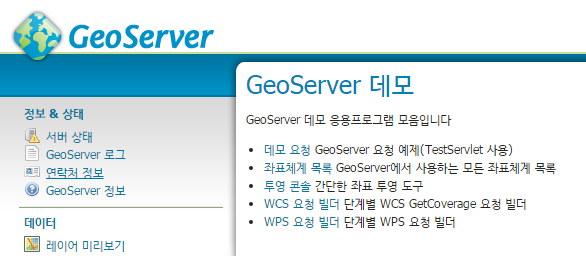 GeoServer
정보 & 상태
서버 상태
GeoServer 로그
연락처 정보
GeoServer 정보
데이터
레이어 미리보기
GeoServer 데모
GeoServer 데모 응용프로그램 모음입니다
데모 요청 GeoServer 요청 예제(TestServlet 사용)
좌표체계 목록 GeoServer에서 사용하는 모든 좌표체계 목록
투영 콘솔 간단한 좌표 투영 도구
WCS 요청 빌더 단계별 WCS GetCoverage 요청 빌더
WPS 요청 빌더 단계별 WPS 요청 빌더